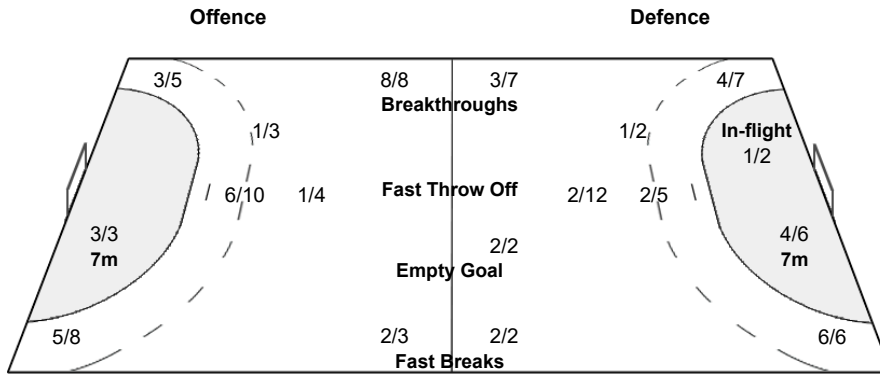 Offence Defence
3/5 8/8 3/7 4/7
Breakthroughs
1/3 1/2 In-flight
1/2
Fast Throw Off
6/10 1/4 2/12 2/5
3/3 2/2 4/6
7m 7m
Empty Goal
5/8 2/3 2/2 6/6
Fast Breaks